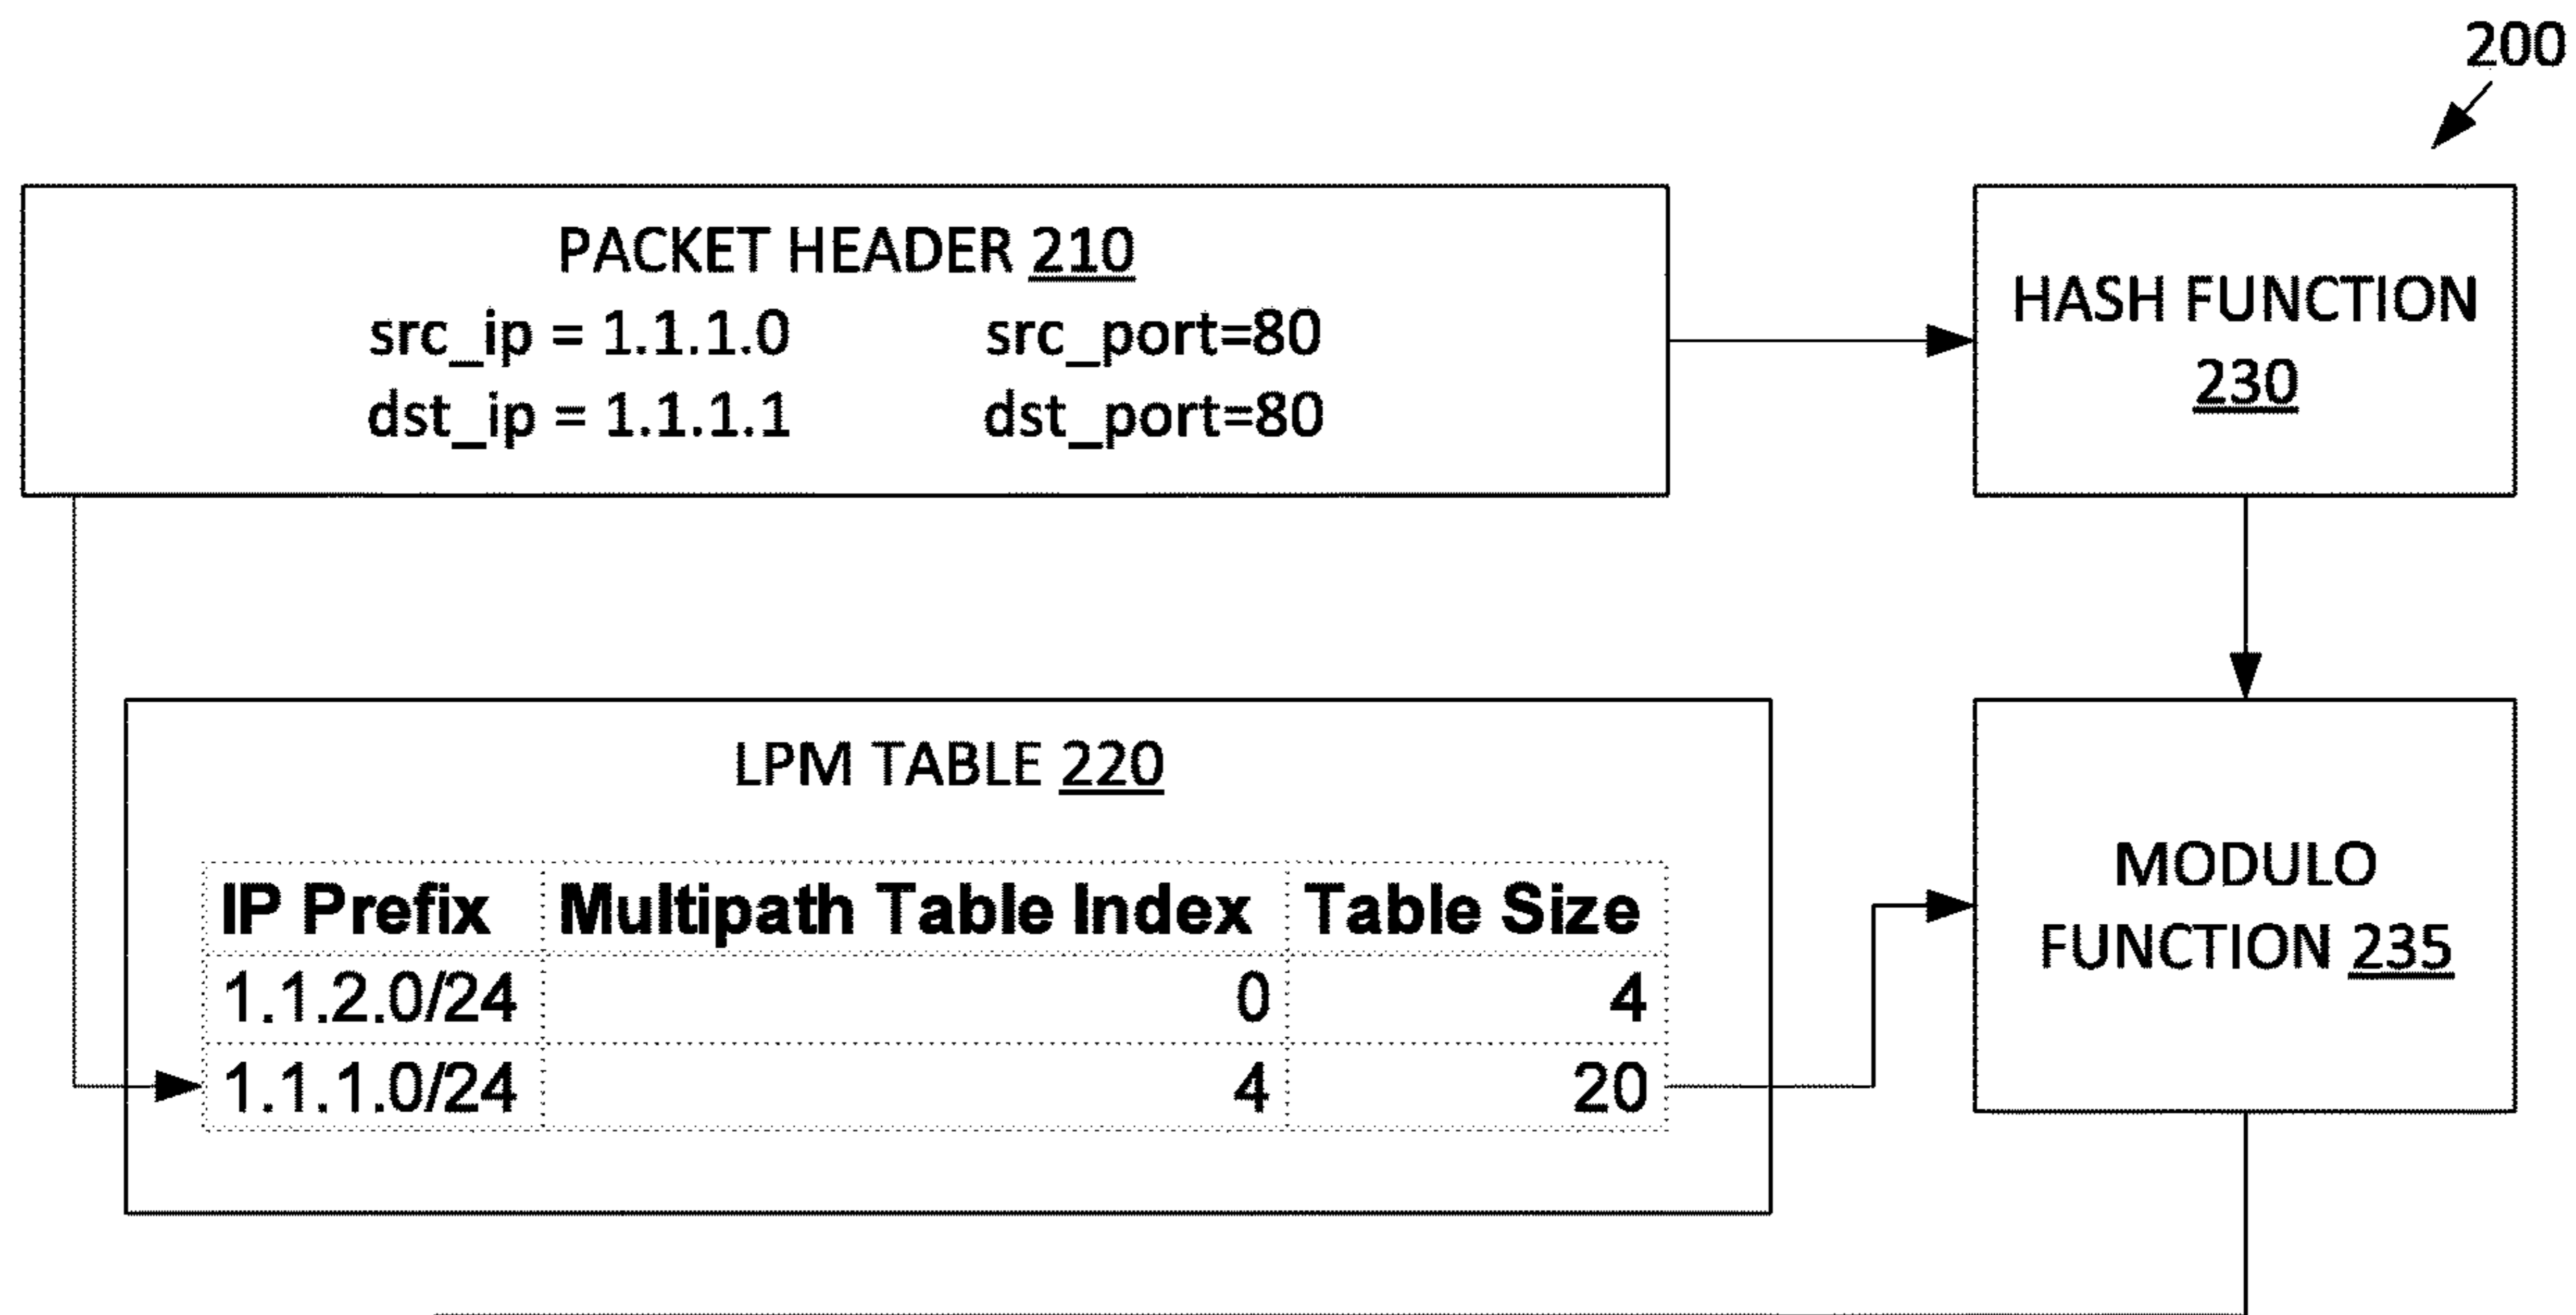 200
PACKET HEADER 210
src_ip = 1.1.1.0 src_port=80
dst_ip = 1.1.1.1 dst_port=80
HASH FUNCTION
230
LPM TABLE 220
IP Prefix Multipath Table Index Table Size
1.1.2.0/24 0 4
1.1.1.0/24 4 20
MODULO
FUNCTION 235